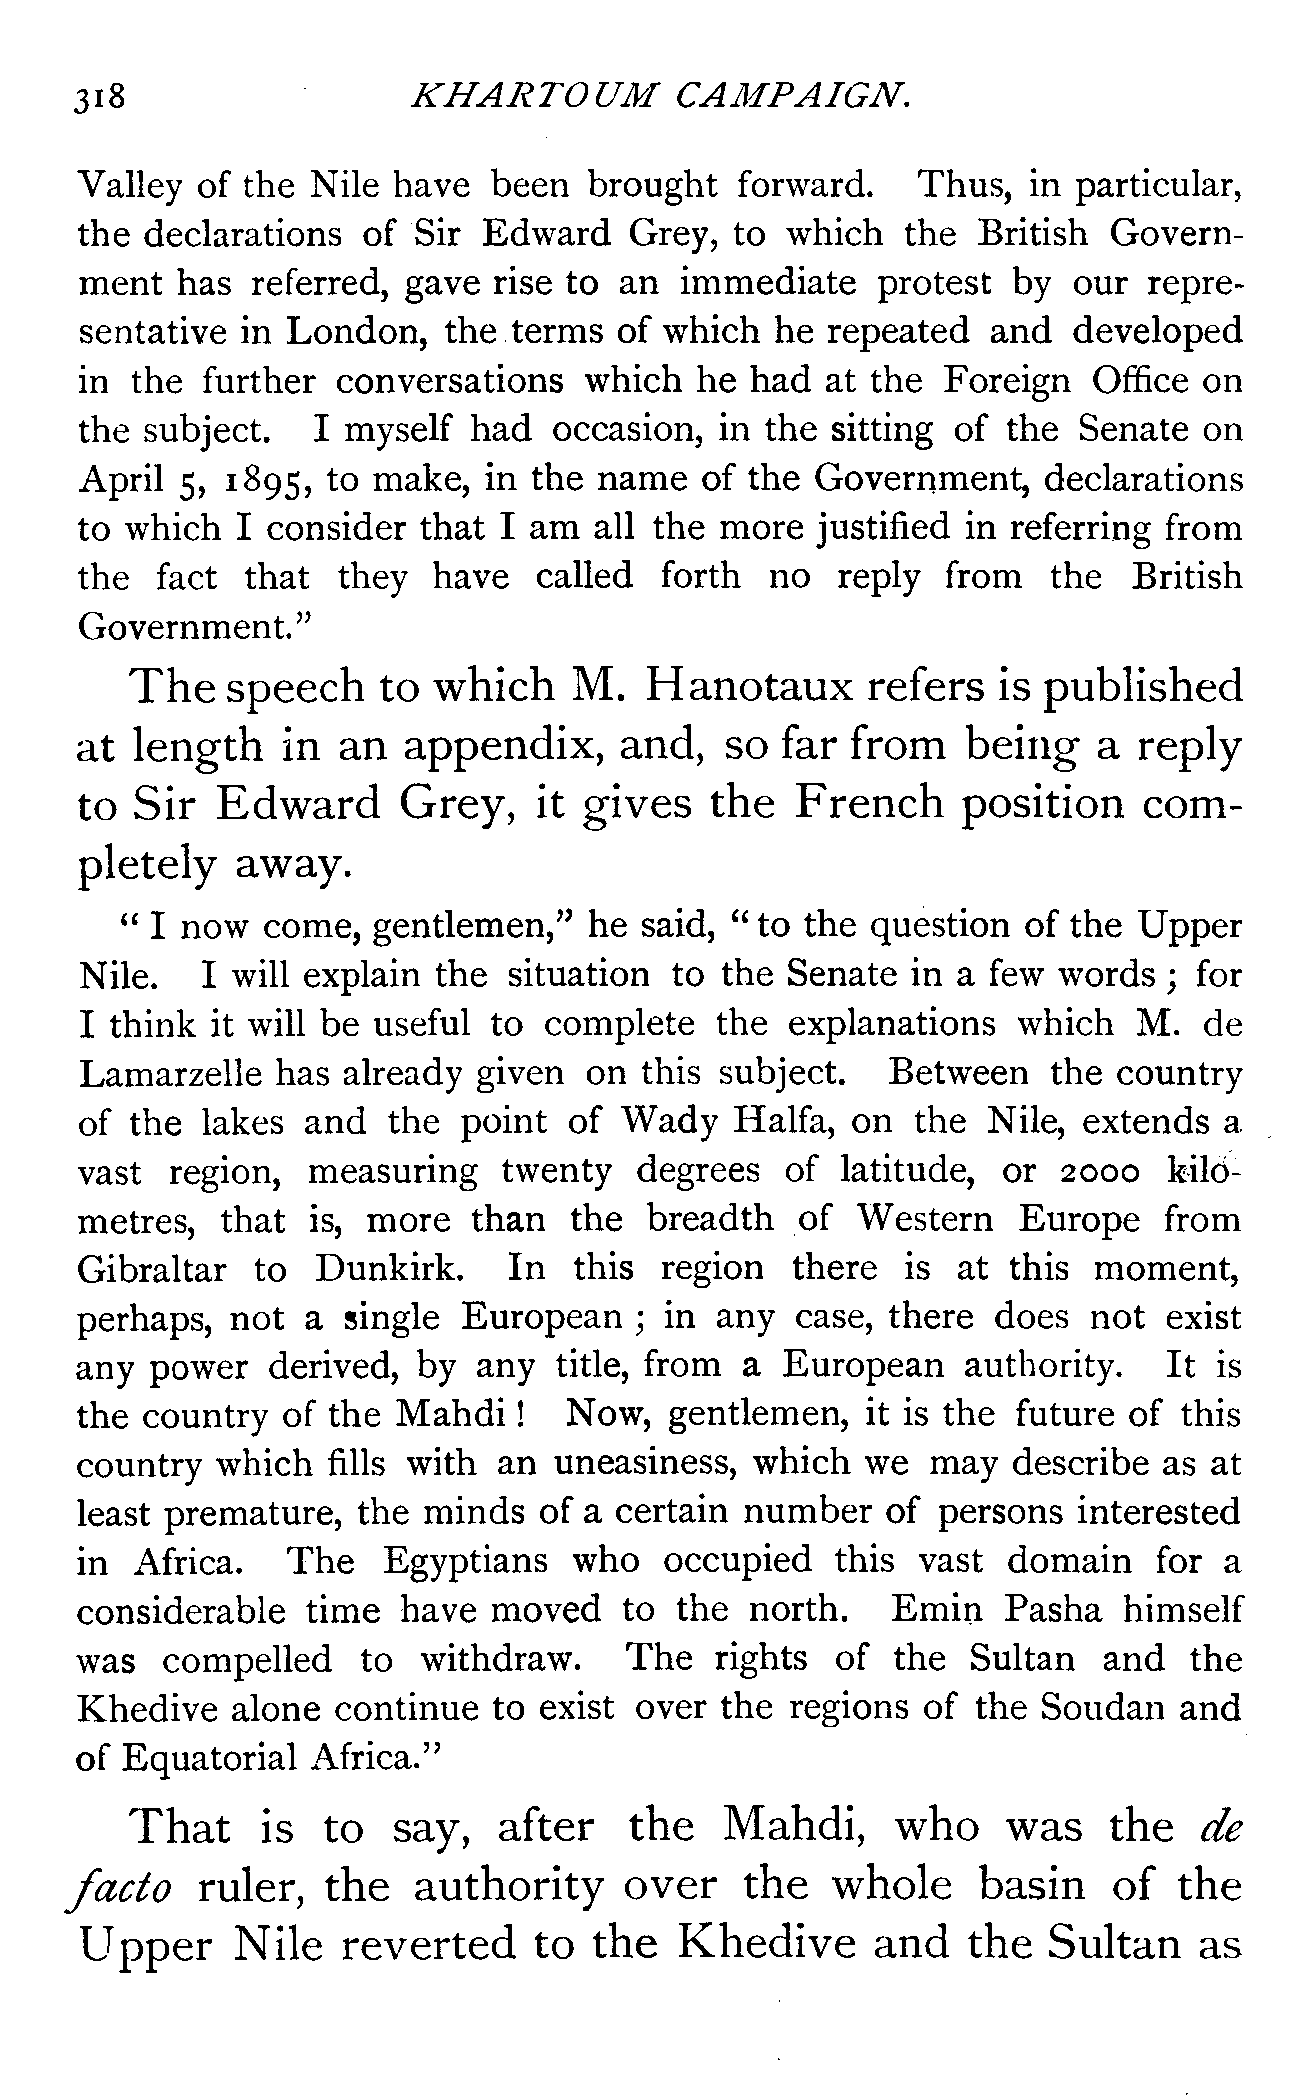 318 KHARTOUM CAMPAIGN.
Valley of the Nile have been brought forward. Thus, in particular,
the declarations of Sir Edward Grey, to which the British Govern-
ment has referred, gave rise to an immediate protest by our repre-
sentative in London, the terms of which he repeated and developed
in the further conversations which he had at the Foreign Office on
the subject. I myself had occasion, in the sitting of the Senate on
April 5, 1895, to make, in the name of the Government, declarations
to which I consider that I am all the more justified in referring from
the fact that they have called forth no reply from the British
Government."
The speech to which M. Hanotaux refers is published
at length in an appendix, and, so far from being a reply
to Sir Edward Grey, it gives the French position com-
pletely away.
" I now come, gentlemen," he said, " to the question of the Upper
Nile. I will explain the situation to the Senate in a few words ; for
I think it will be useful to complete the explanations which M. de
Lamarzelle has already given on this subject. Between the country
of the lakes and the point of Wady Halfa, on the Nile, extends a
vast region, measuring twenty degrees of latitude, or 2000 kilo-
metres, that is, more than the breadth of Western Europe from
Gibraltar to Dunkirk. In this region there is at this moment,
perhaps, not a single European ; in any case, there does not exist
any power derived, by any title, from a European authority. It is
the country of the Mahdi ! Now, gentlemen, it is the future of this
country which fills with an uneasiness, which we may describe as at
least premature, the minds of a certain number of persons interested
in Africa. The Egyptians who occupied this vast domain for a
considerable time have moved to the north. Emin Pasha himself
was compelled to withdraw. The rights of the Sultan and the
Khedive alone continue to exist over the regions of the Soudan and
of Equatorial Africa."
That is to say, after the Mahdi, who was the de
facto ruler, the authority over the whole basin of the
Upper Nile reverted to the Khedive and the Sultan as